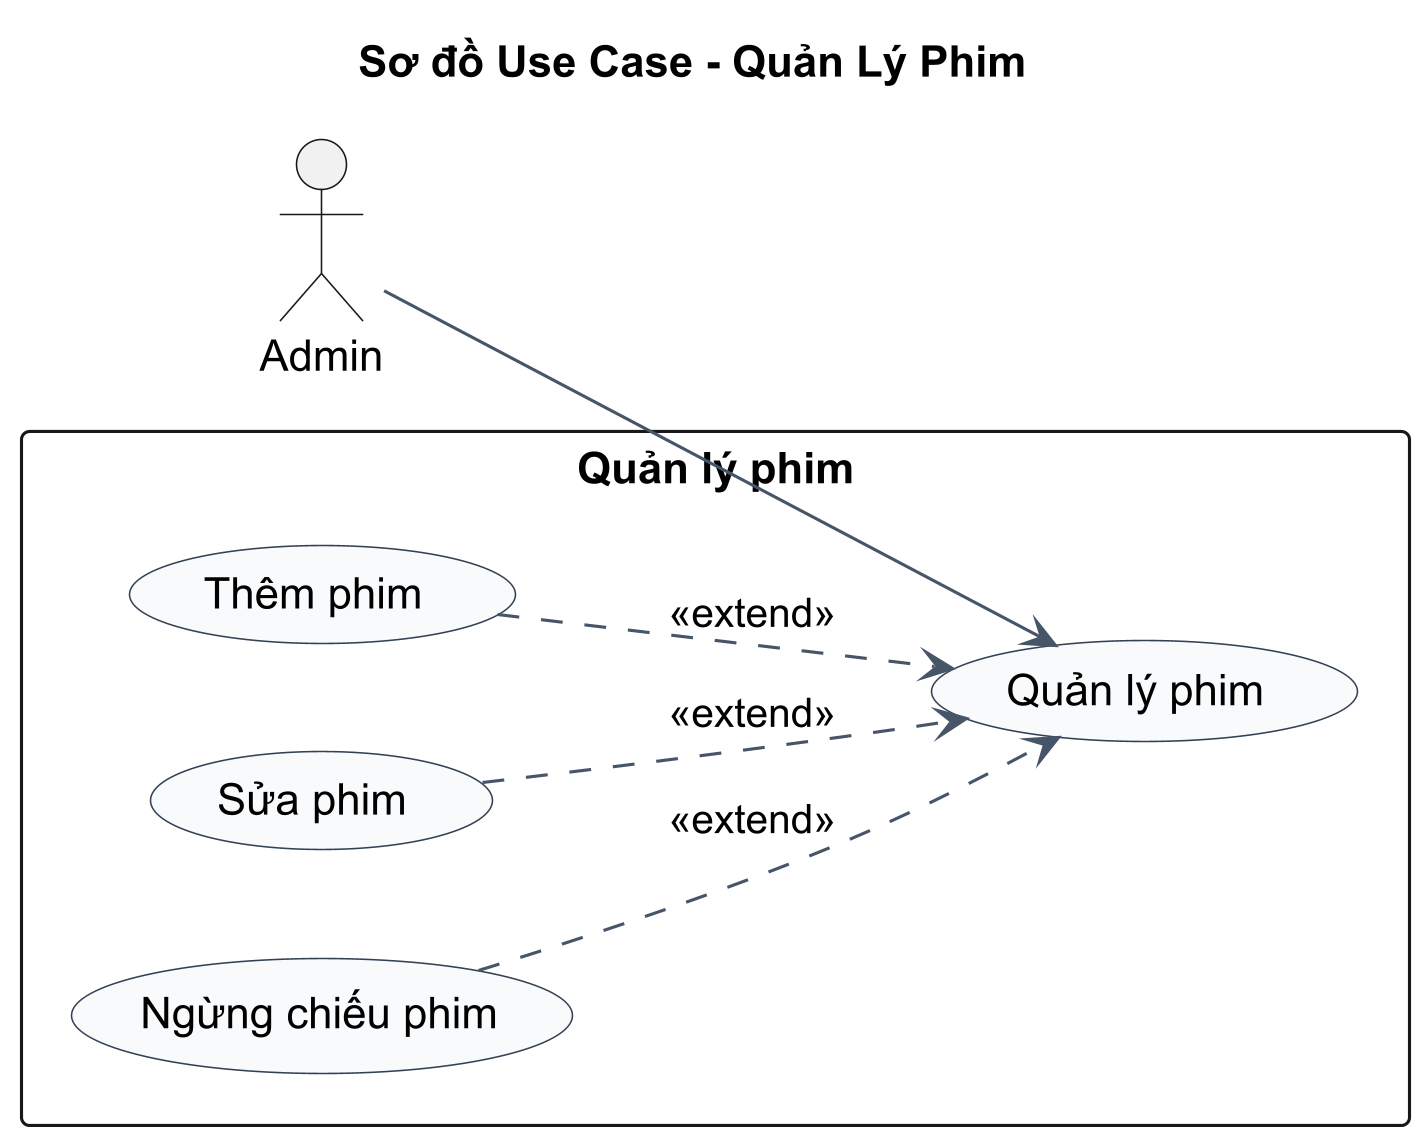 Sơ đồ Use Case - Quản Lý Phim
Admin
Quản lý phim
Thêm phim
«extend»
Quản lý phim
«extend»
Sửa phim
«extend»
Ngừng chiếu phim